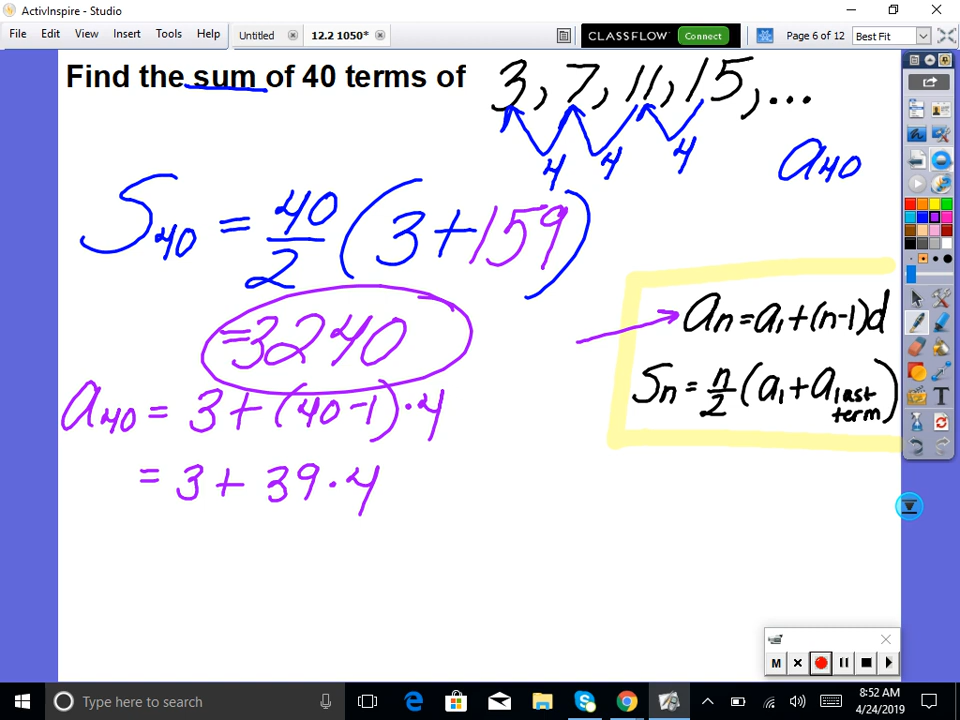 ActivInspire - Studio
File Edit View Insert Tools Help Untitled 12.2 1050* CLASSFLOW Connect Page 6 of 12 Best Fit
Find the sum of 40 terms of 3, 7, 11, 15, ...
4 4 4 a40
S40 = 40/2 (3+159)
=3240
an = a1 + (n-1)d
Sn = n/2 (a1 + a last term)
a40 = 3 + (40-1)·4
= 3 + 39·4
M
Type here to search
8:52 AM
4/24/2019